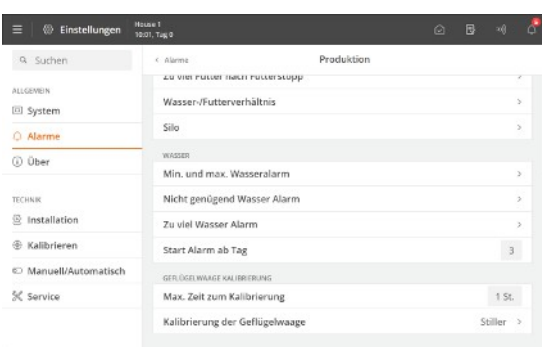 Einstellungen
House 1
10:01, Tag 0
Suchen
Alarme
Produktion
Zu viel Futter nach Futterstopp
ALLGEMEIN
System
Alarme
Über
TECHNIK
Installation
Kalibrieren
Manuell/Automatisch
Service
Wasser-/Futterverhältnis
Silo
WASSER
Min. und max. Wasseralarm
Nicht genügend Wasser Alarm
Zu viel Wasser Alarm
Start Alarm ab Tag
3
GEFLÜGELWAAGE KALIBRIERUNG
Max. Zeit zum Kalibrierung
1 St.
Kalibrierung der Geflügelwaage
Stiller